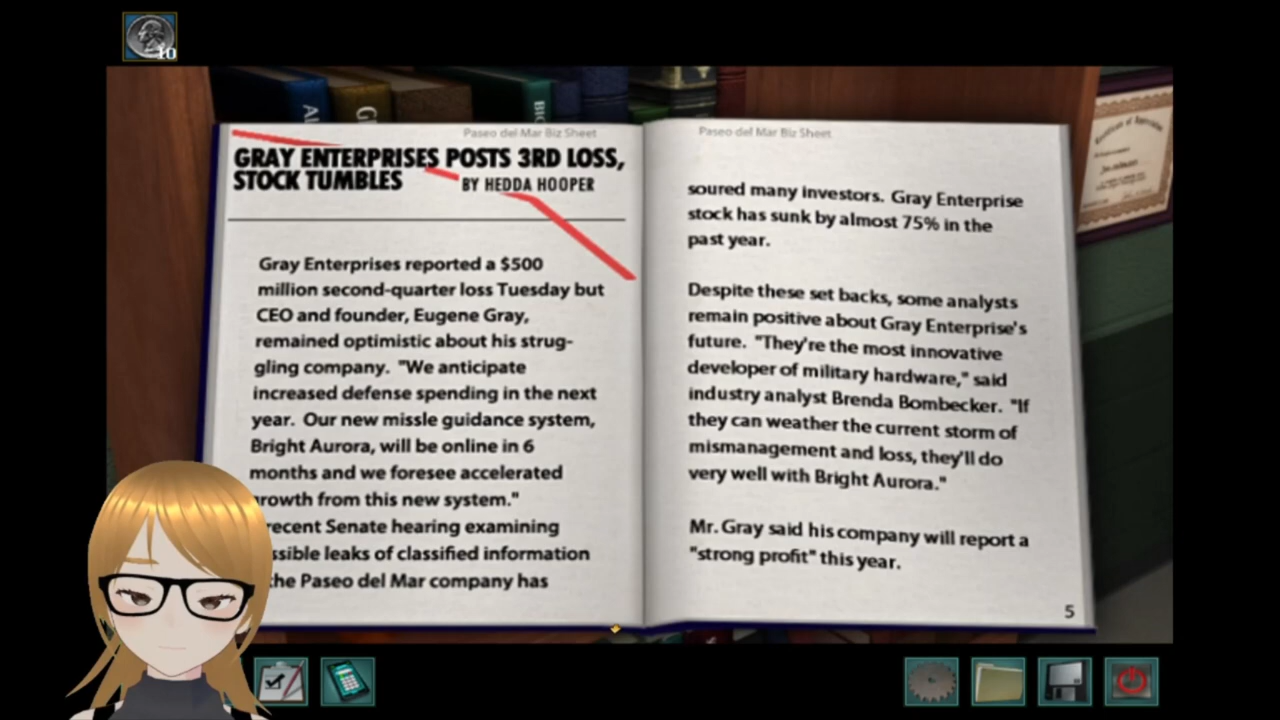 10
Paseo del Mar Biz Sheet
GRAY ENTERPRISES POSTS 3RD LOSS,
STOCK TUMBLES BY HEDDA HOOPER
Gray Enterprises reported a $500
million second-quarter loss Tuesday but
CEO and founder, Eugene Gray,
remained optimistic about his strug-
gling company. "We anticipate
increased defense spending in the next
year. Our new missle guidance system,
Bright Aurora, will be online in 6
months and we foresee accelerated
growth from this new system."
recent Senate hearing examining
possible leaks of classified information
the Paseo del Mar company has
Paseo del Mar Biz Sheet
soured many investors. Gray Enterprise
stock has sunk by almost 75% in the
past year.
Despite these set backs, some analysts
remain positive about Gray Enterprise's
future. "They're the most innovative
developer of military hardware," said
industry analyst Brenda Bombecker. "If
they can weather the current storm of
mismanagement and loss, they'll do
very well with Bright Aurora."
Mr. Gray said his company will report a
"strong profit" this year.
5
Certificate of